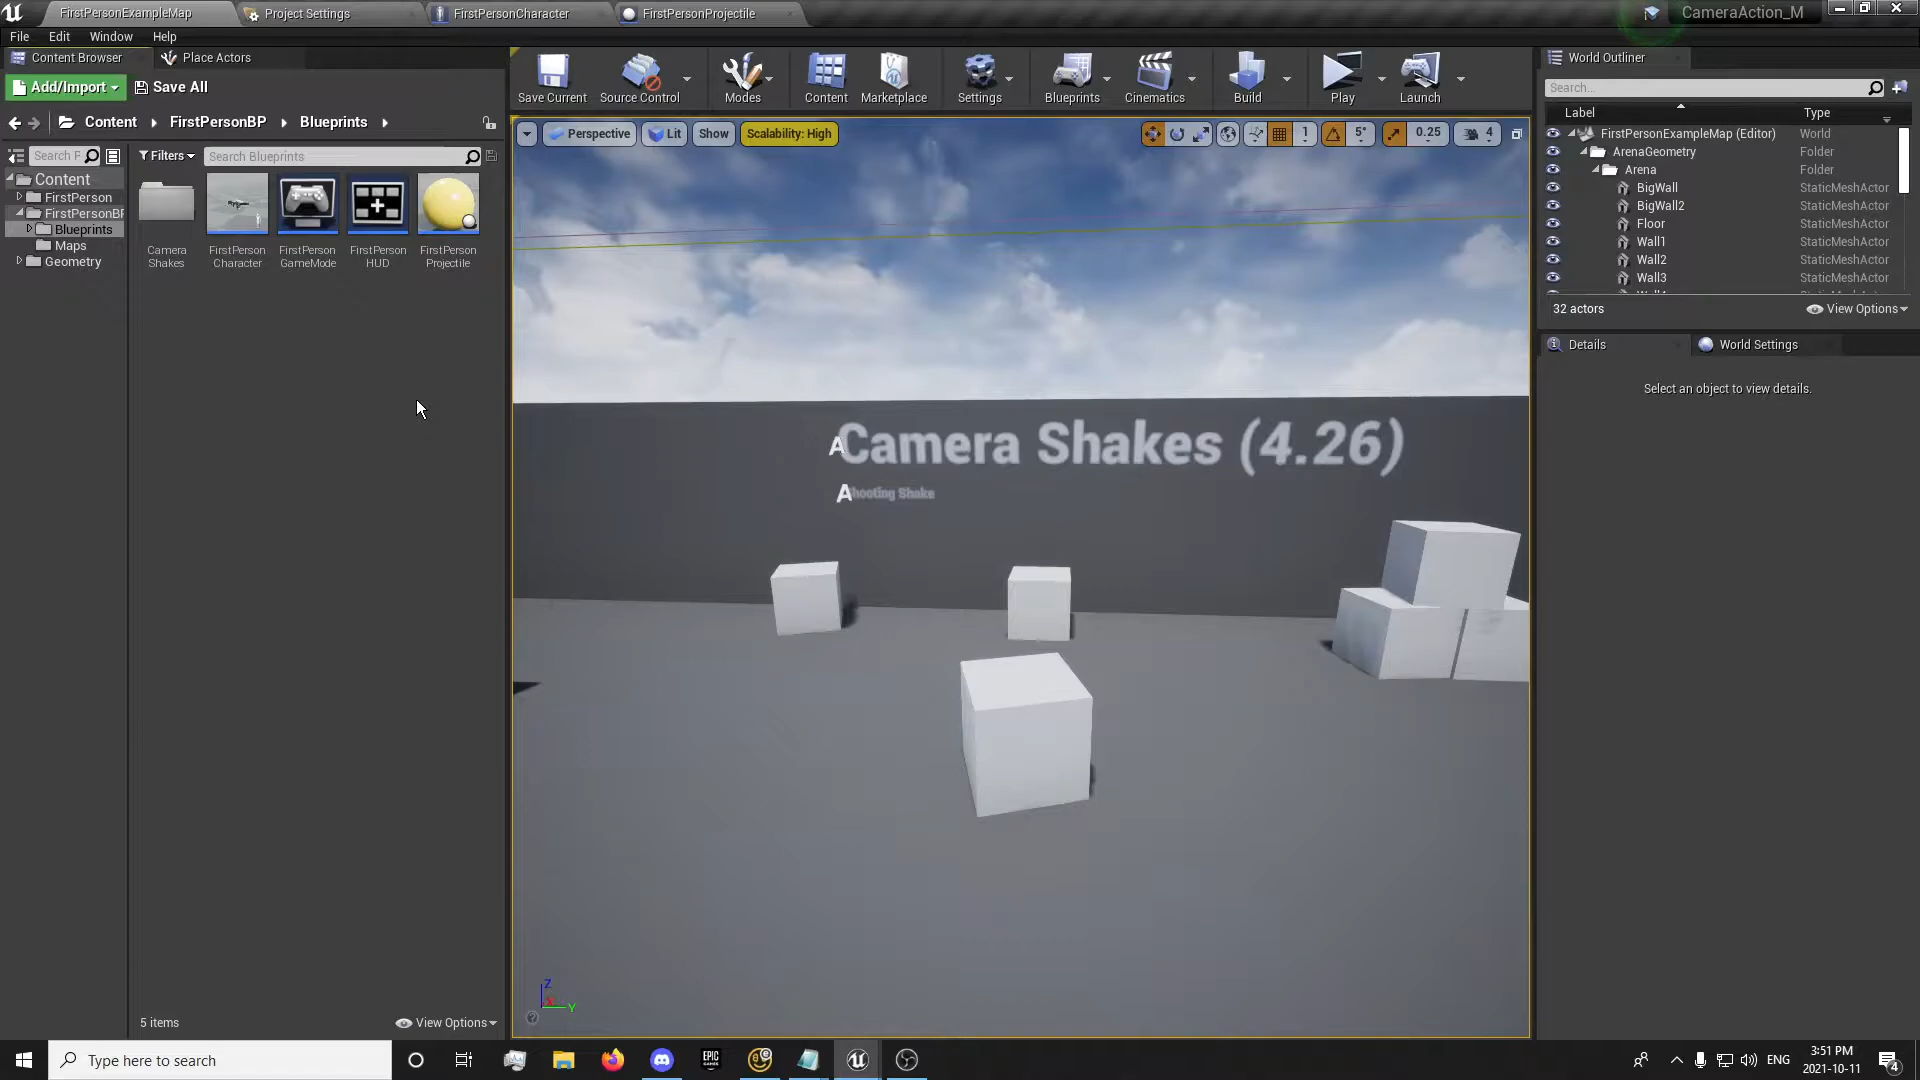 FirstPersonExampleMap
Project Settings
FirstPersonCharacter
FirstPersonProjectile
CameraAction_M
File Edit Window Help
Content Browser
Place Actors
World Outliner
Add/Import
Save All
Save Current
Source Control
Modes
Content
Marketplace
Settings
Blueprints
Cinematics
Build
Play
Launch
Search...
Label
Type
Content
FirstPersonBP
Blueprints
Perspective
Lit
Show
Scalability: High
1
5°
0.25
4
Search F
Filters
Search Blueprints
Content
FirstPerson
FirstPersonBP
Blueprints
Maps
Geometry
Camera
Shakes
FirstPerson
Character
FirstPerson
GameMode
FirstPerson
HUD
FirstPerson
Projectile
FirstPersonExampleMap (Editor) World
ArenaGeometry Folder
Arena Folder
BigWall StaticMeshActor
BigWall2 StaticMeshActor
Floor StaticMeshActor
Wall1 StaticMeshActor
Wall2 StaticMeshActor
Wall3 StaticMeshActor
32 actors
View Options
Details
World Settings
Select an object to view details.
A
Camera Shakes (4.26)
A
Shooting Shake
Z
X
Y
5 items
View Options
Type here to search
EPIC
GAMES
ENG
3:51 PM
2021-10-11
4